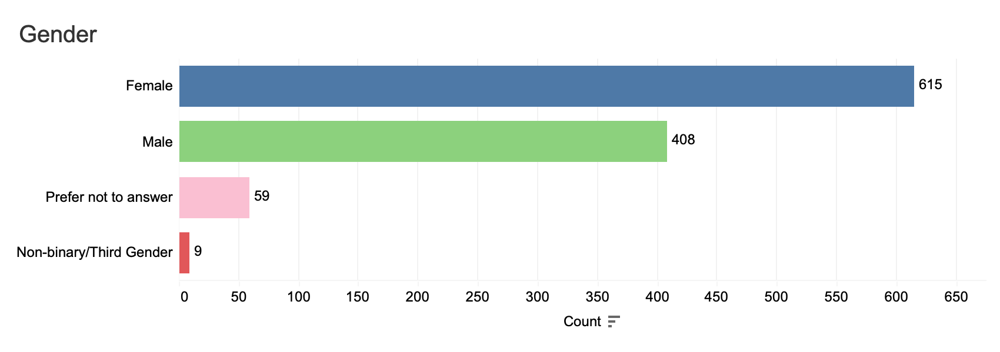 Gender
Female 615
Male 408
Prefer not to answer 59
Non-binary/Third Gender 9
0 50 100 150 200 250 300 350 400 450 500 550 600 650
Count